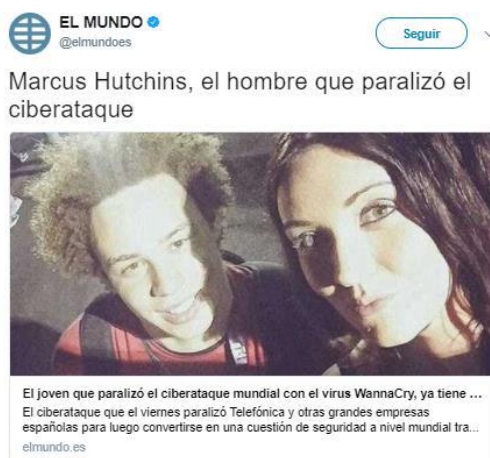 EL MUNDO
@elmundoes
Seguir
Marcus Hutchins, el hombre que paralizó el
ciberataque
El joven que paralizó el ciberataque mundial con el virus WannaCry, ya tiene ...
El ciberataque que el viernes paralizó Telefónica y otras grandes empresas
españolas para luego convertirse en una cuestión de seguridad a nivel mundial tra...
elmundo.es